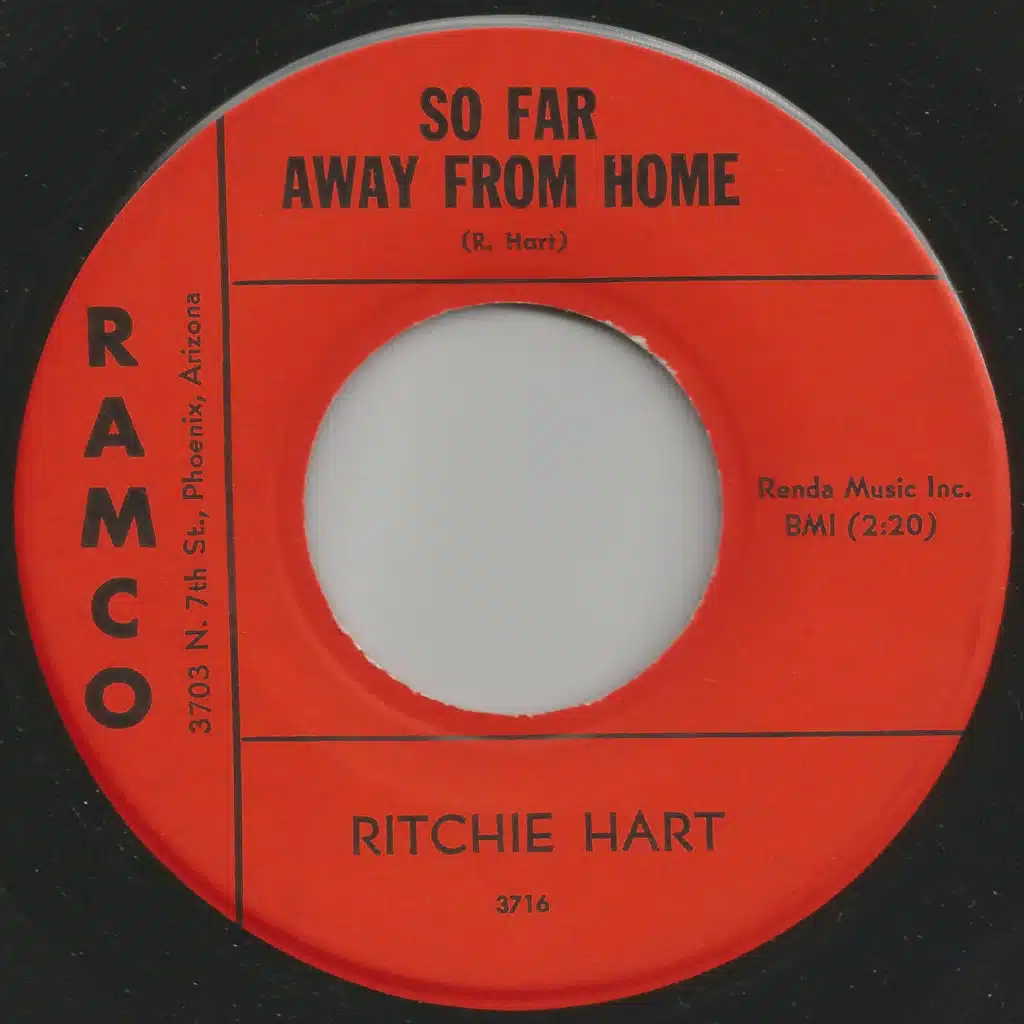 SO FAR
AWAY FROM HOME
(R. Hart)
RAMCO
3703 N. 7th St., Phoenix, Arizona
Renda Music Inc.
BMI (2:20)
RITCHIE HART
3716